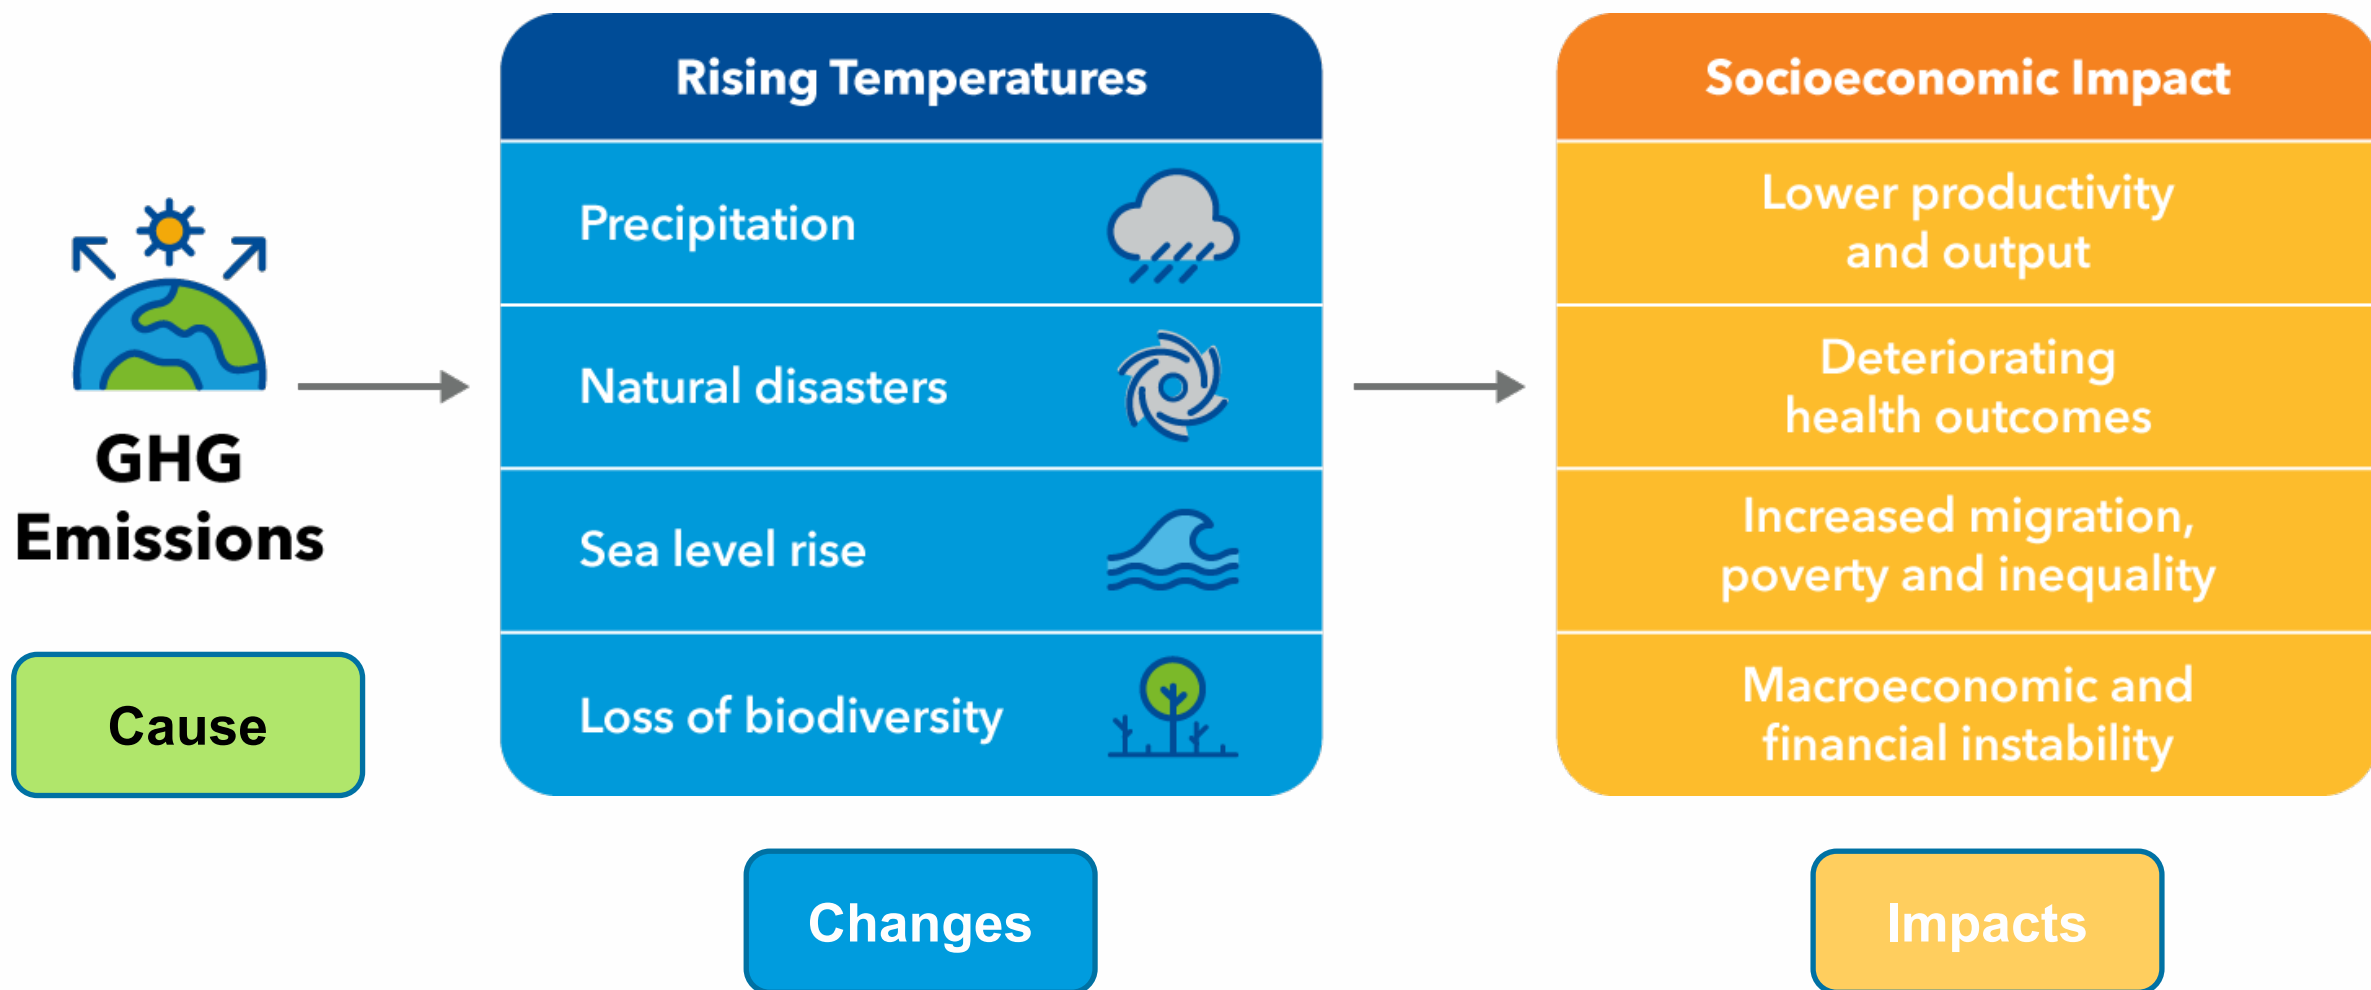 GHG
Emissions
Cause
Rising Temperatures
Precipitation
Natural disasters
Sea level rise
Loss of biodiversity
Changes
Socioeconomic Impact
Lower productivity
and output
Deteriorating
health outcomes
Increased migration,
poverty and inequality
Macroeconomic and
financial instability
Impacts